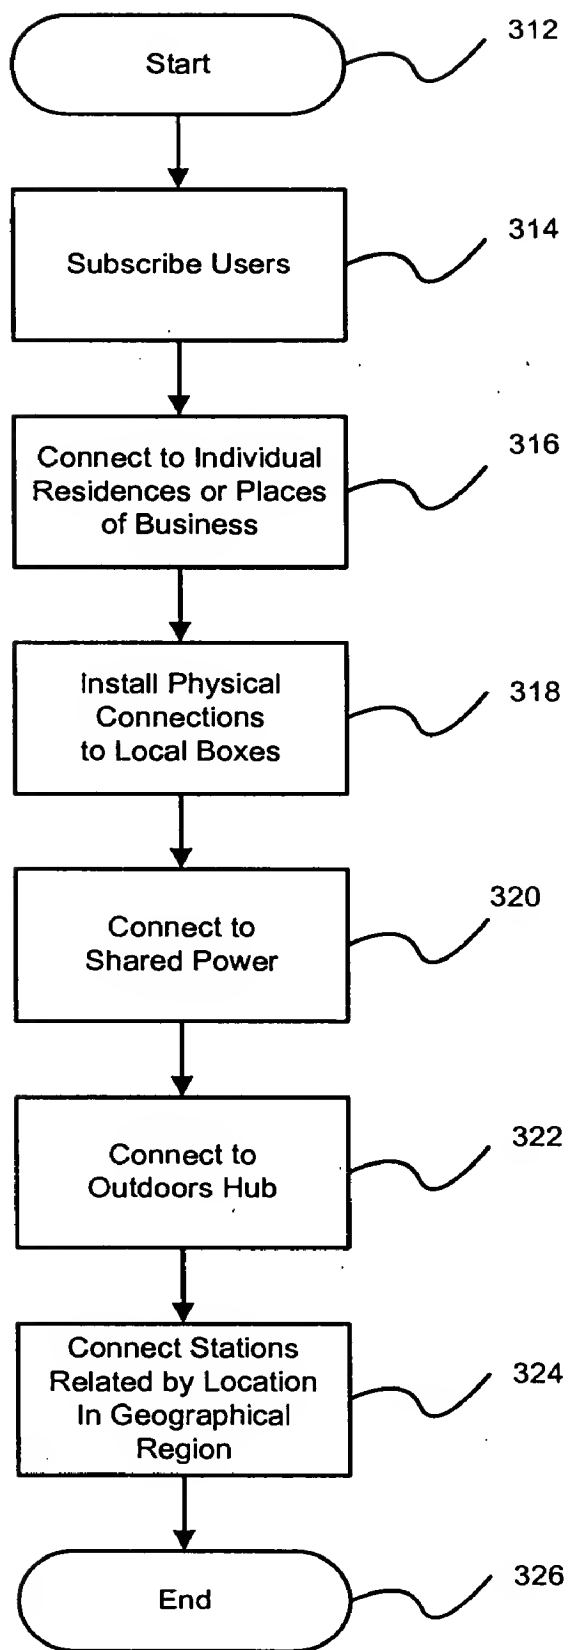 Start
312
Subscribe Users
314
Connect to Individual
Residences or Places
of Business
316
Install Physical
Connections
to Local Boxes
318
Connect to
Shared Power
320
Connect to
Outdoors Hub
322
Connect Stations
Related by Location
In Geographical
Region
324
End
326